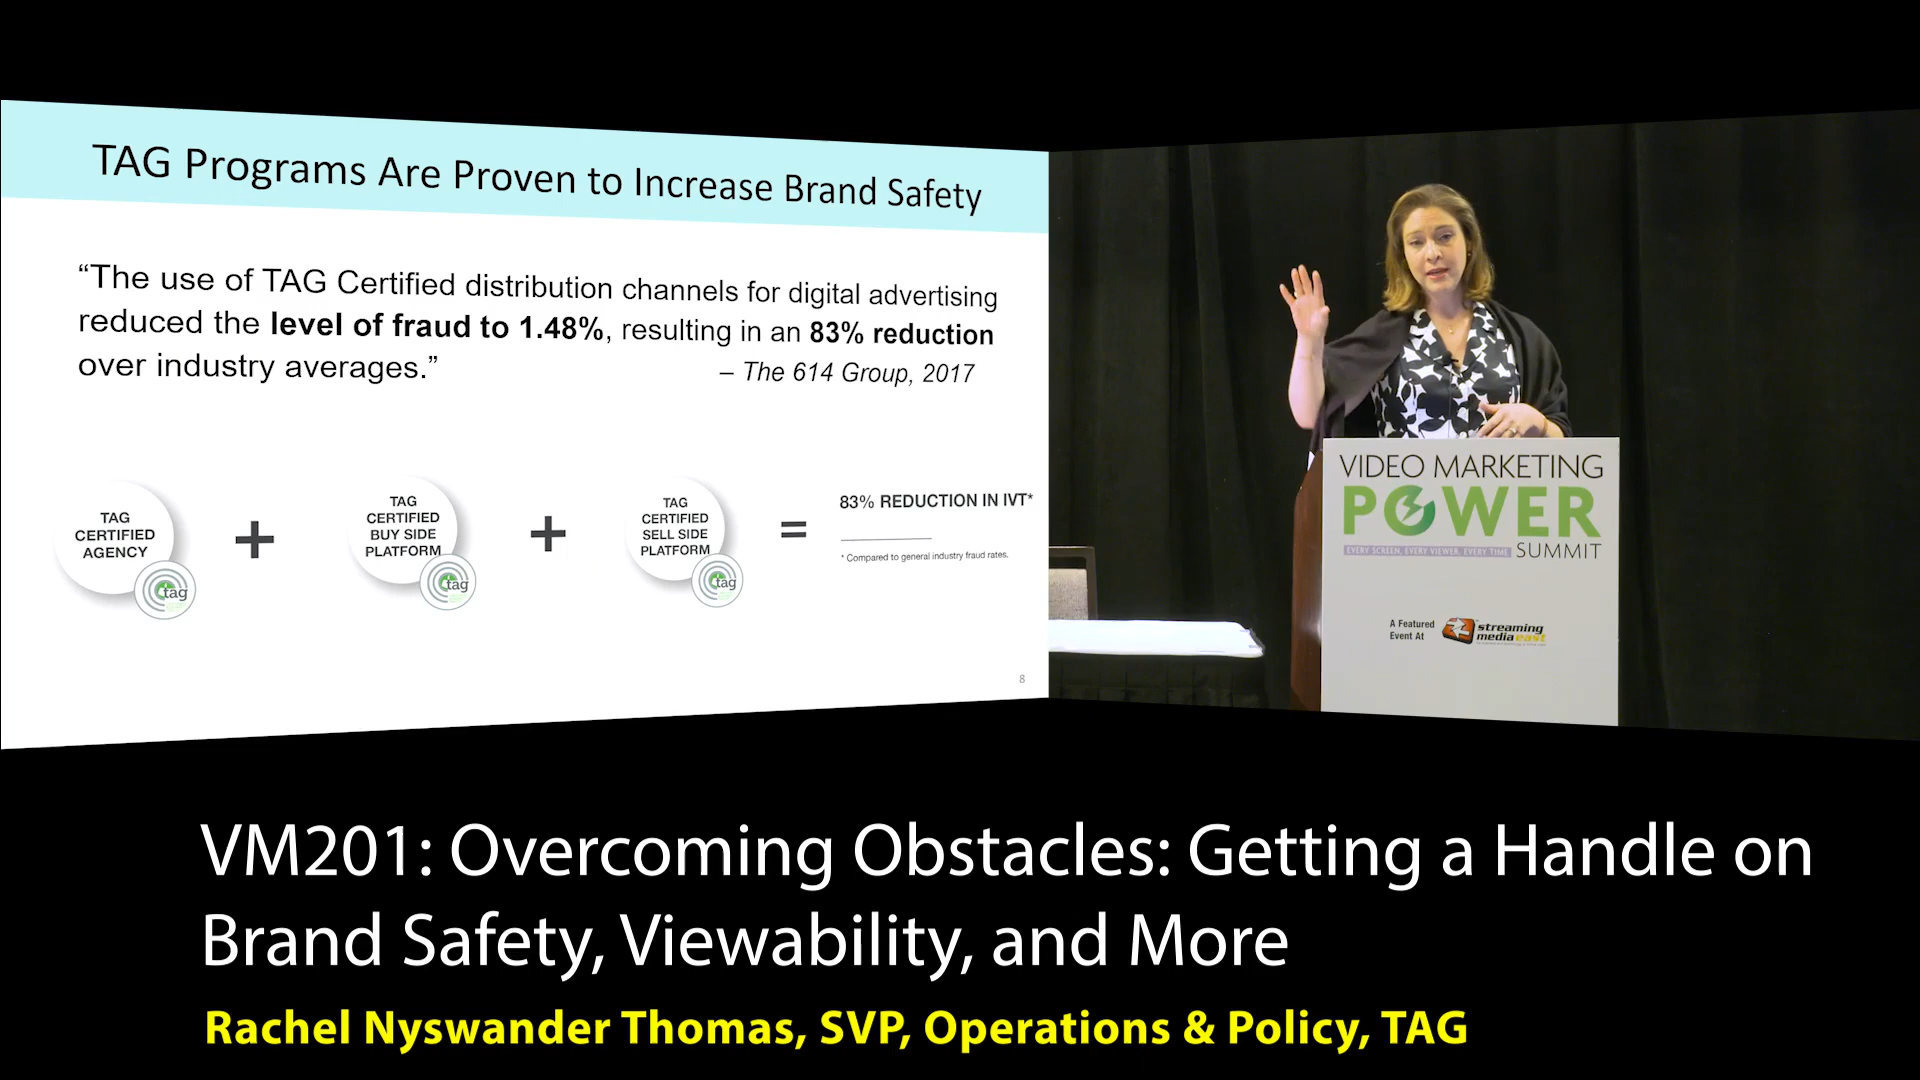 TAG Programs Are Proven to Increase Brand Safety
“The use of TAG Certified distribution channels for digital advertising
reduced the level of fraud to 1.48%, resulting in an 83% reduction
over industry averages.”
– The 614 Group, 2017
TAG
CERTIFIED
AGENCY
tag
+
TAG
CERTIFIED
BUY SIDE
PLATFORM
tag
+
TAG
CERTIFIED
SELL SIDE
PLATFORM
tag
=
83% REDUCTION IN IVT*
* Compared to general industry fraud rates.
8
VIDEO MARKETING
POWER
EVERY SCREEN, EVERY VIEWER, EVERY TIME SUMMIT
A Featured
Event At
streaming
media east
VM201: Overcoming Obstacles: Getting a Handle on
Brand Safety, Viewability, and More
Rachel Nyswander Thomas, SVP, Operations & Policy, TAG